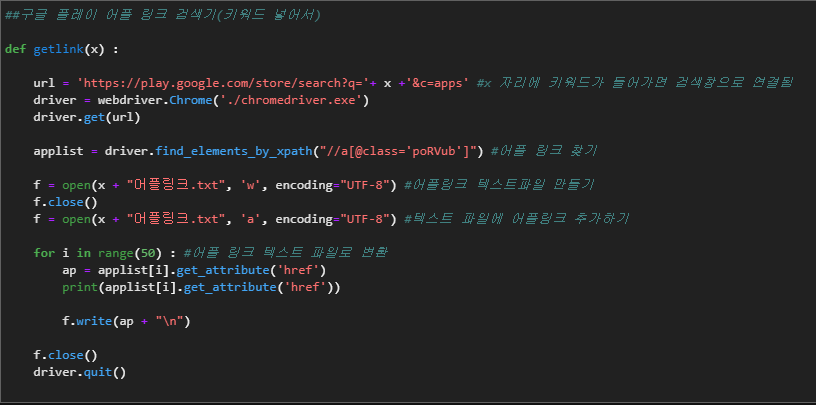 ##구글 플레이 어플 링크 검색기(키워드 넣어서)
def getlink(x) :
    url = 'https://play.google.com/store/search?q='+ x +'&c=apps' #x 자리에 키워드가 들어가면 검색창으로 연결됨
    driver = webdriver.Chrome('./chromedriver.exe')
    driver.get(url)
    applist = driver.find_elements_by_xpath("//a[@class='poRVub']") #어플 링크 찾기
    f = open(x + "어플링크.txt", 'w', encoding="UTF-8") #어플링크 텍스트파일 만들기
    f.close()
    f = open(x + "어플링크.txt", 'a', encoding="UTF-8") #텍스트 파일에 어플링크 추가하기
    for i in range(50) : #어플 링크 텍스트 파일로 변환
        ap = applist[i].get_attribute('href')
        print(applist[i].get_attribute('href'))
        f.write(ap + "\n")
    f.close()
    driver.quit()